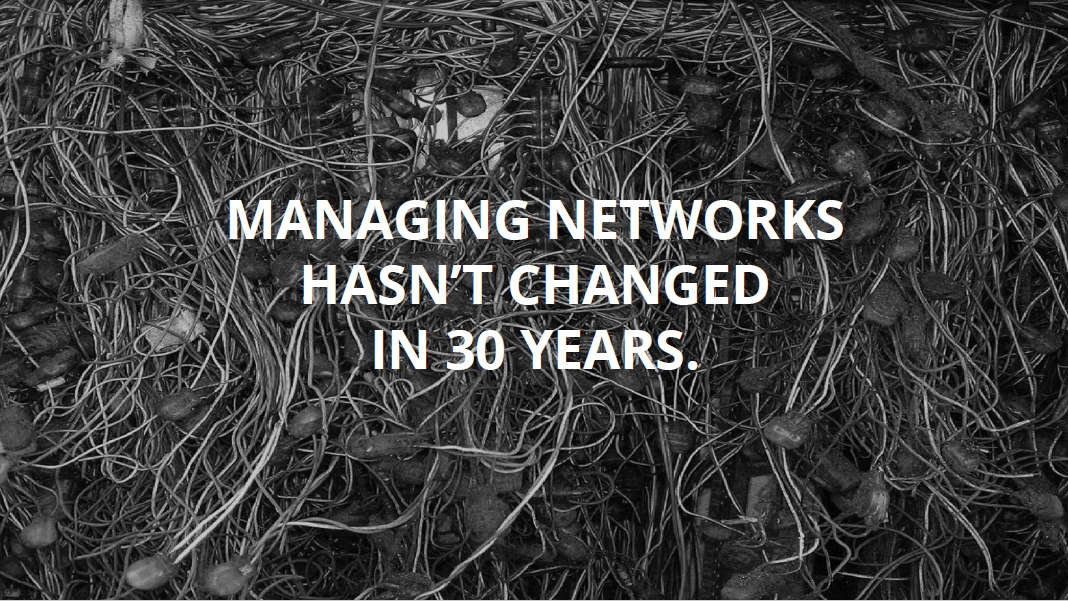 MANAGING NETWORKS
HASN’T CHANGED
IN 30 YEARS.